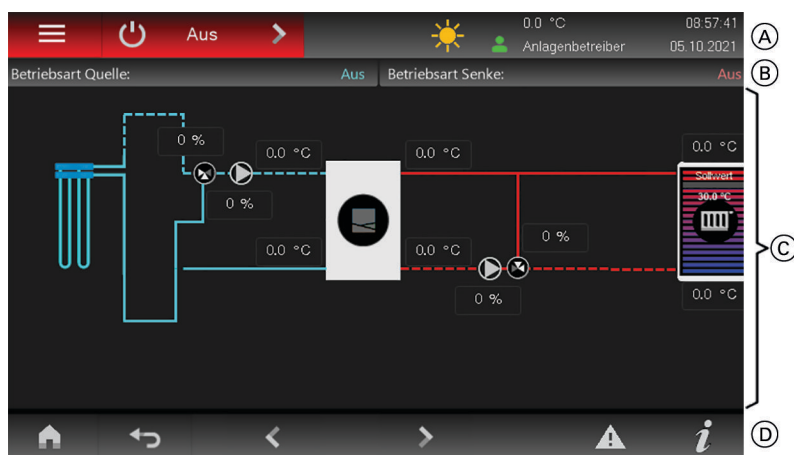 Aus
0.0 °C
08:57:41
Anlagenbetreiber
05.10.2021
A
Betriebsart Quelle:
Aus
Betriebsart Senke:
Aus
B
0 %
0.0 °C
0.0 °C
0.0 °C
Sollwert
30.0 °C
0 %
0 %
0.0 °C
0.0 °C
C
0 %
0.0 °C
i
D